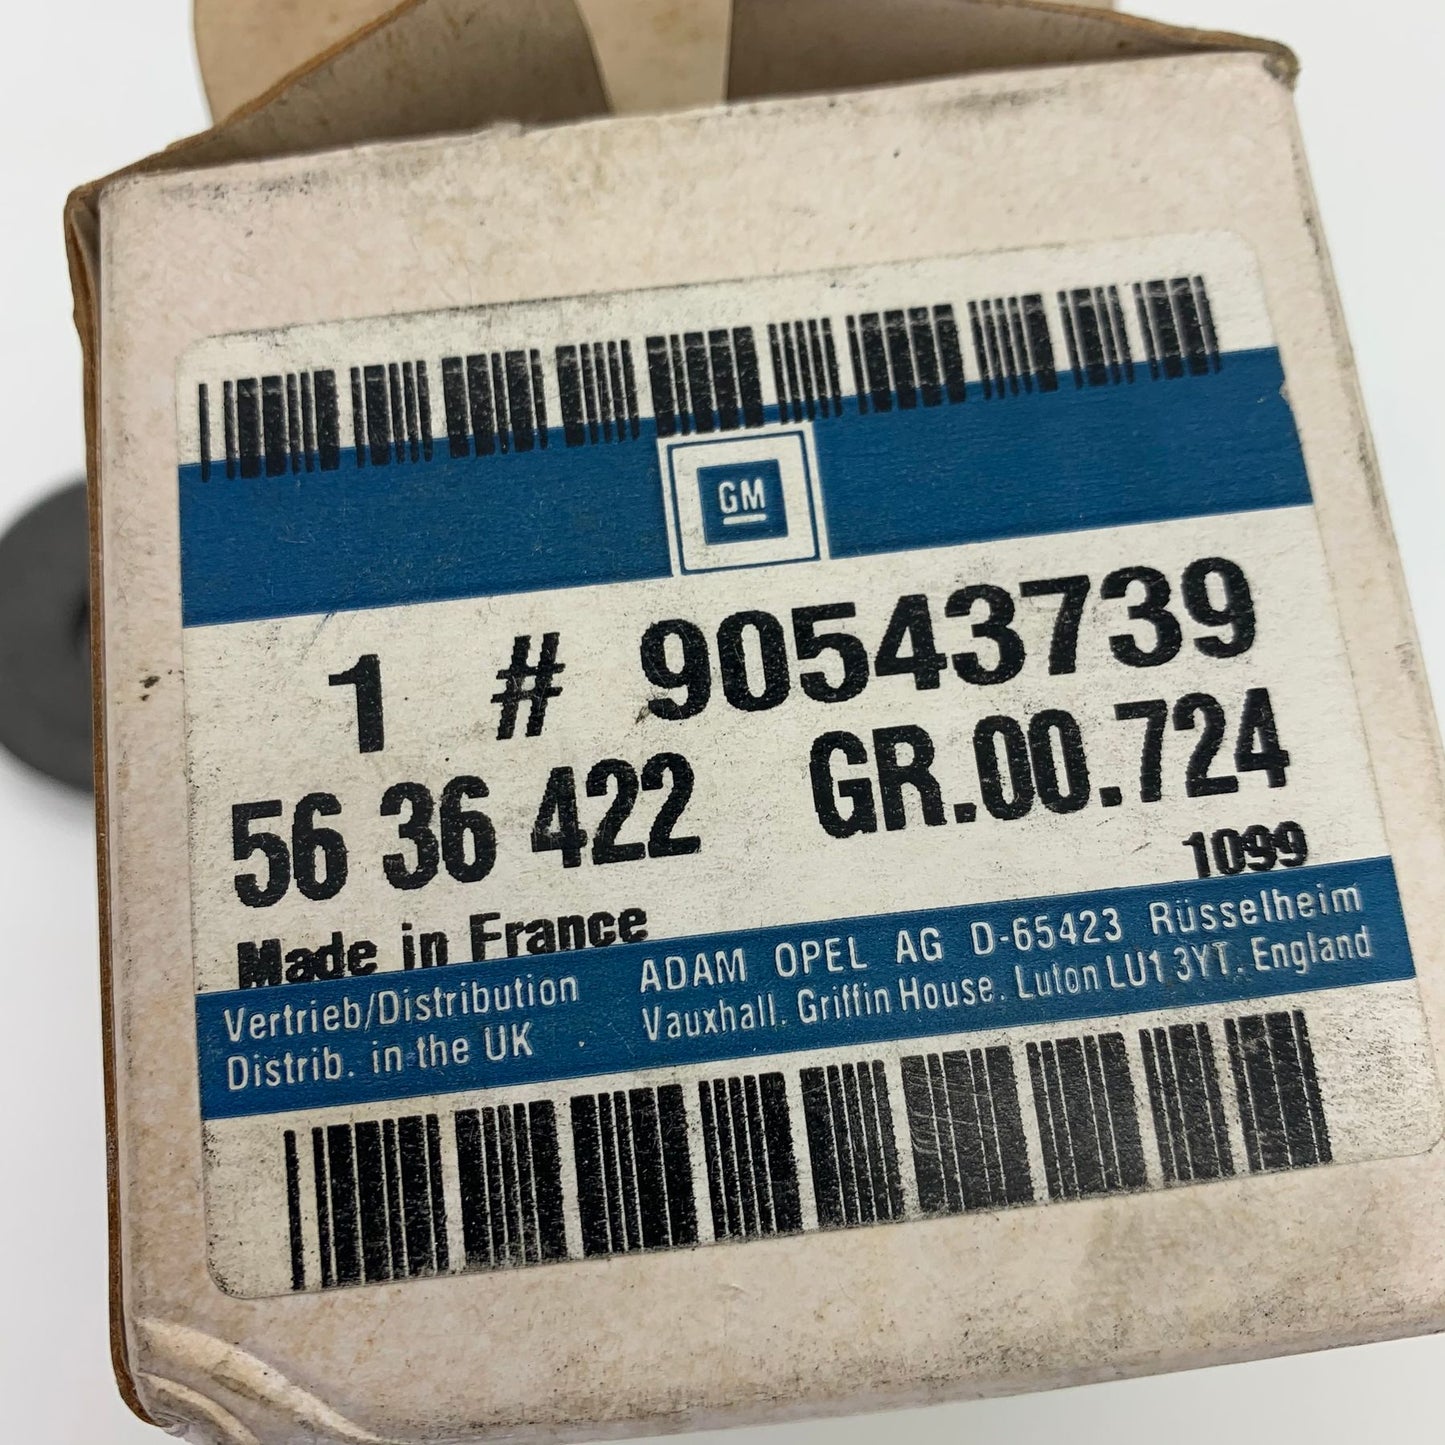 GM
1 # 90543739
56 36 422 GR.00.724
1099
Made in France
Vertrieb/Distribution ADAM OPEL AG D-65423 Rüsselheim
Distrib. in the UK Vauxhall. Griffin House. Luton LU1 3YT. England